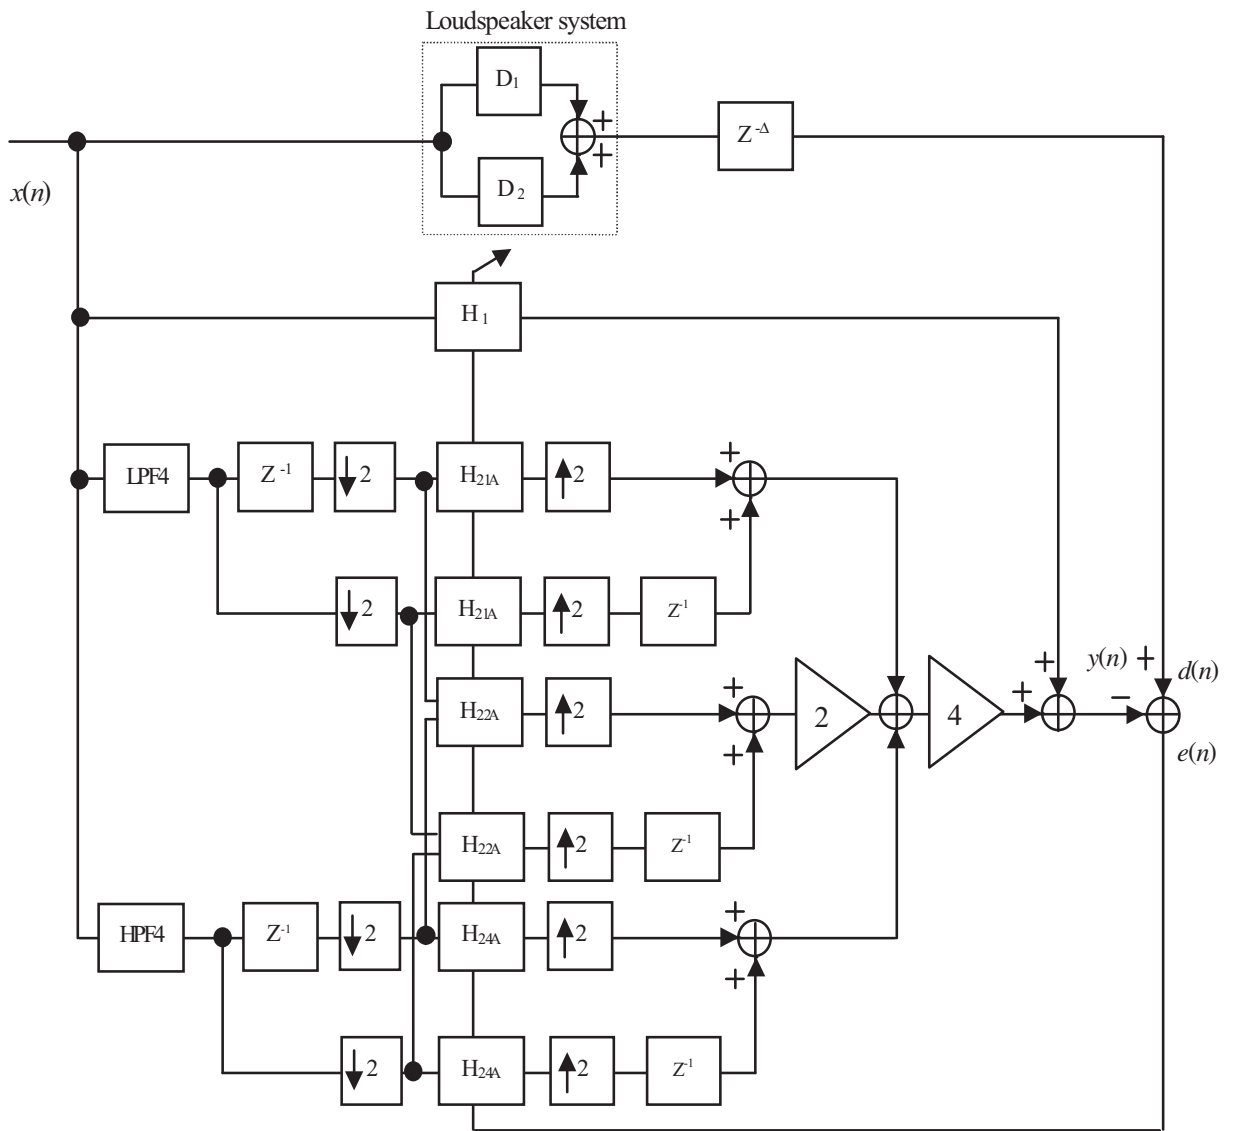 Loudspeaker system
D1
+
+
D2
Z-Δ
x(n)
H1
LPF4
Z-1
2
H21A
2
+
+
2
H21A
2
Z-1
H22A
2
+
+
2
4
+
+
y(n)
+
d(n)
−
e(n)
H22A
2
Z-1
HPF4
Z-1
2
H24A
2
+
+
2
H24A
2
Z-1